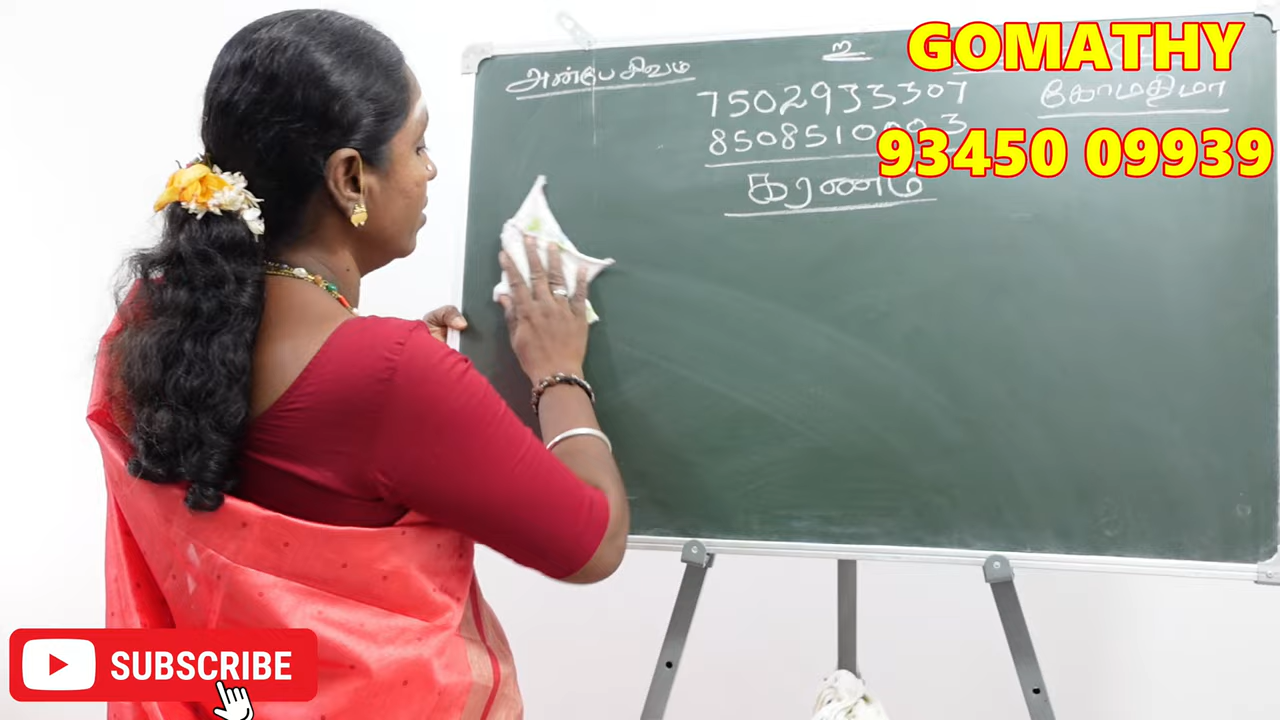 உ
GOMATHY
அன்பே சிவம்
7502933307
கோமதிமா
93450 09939
கரணம்
SUBSCRIBE